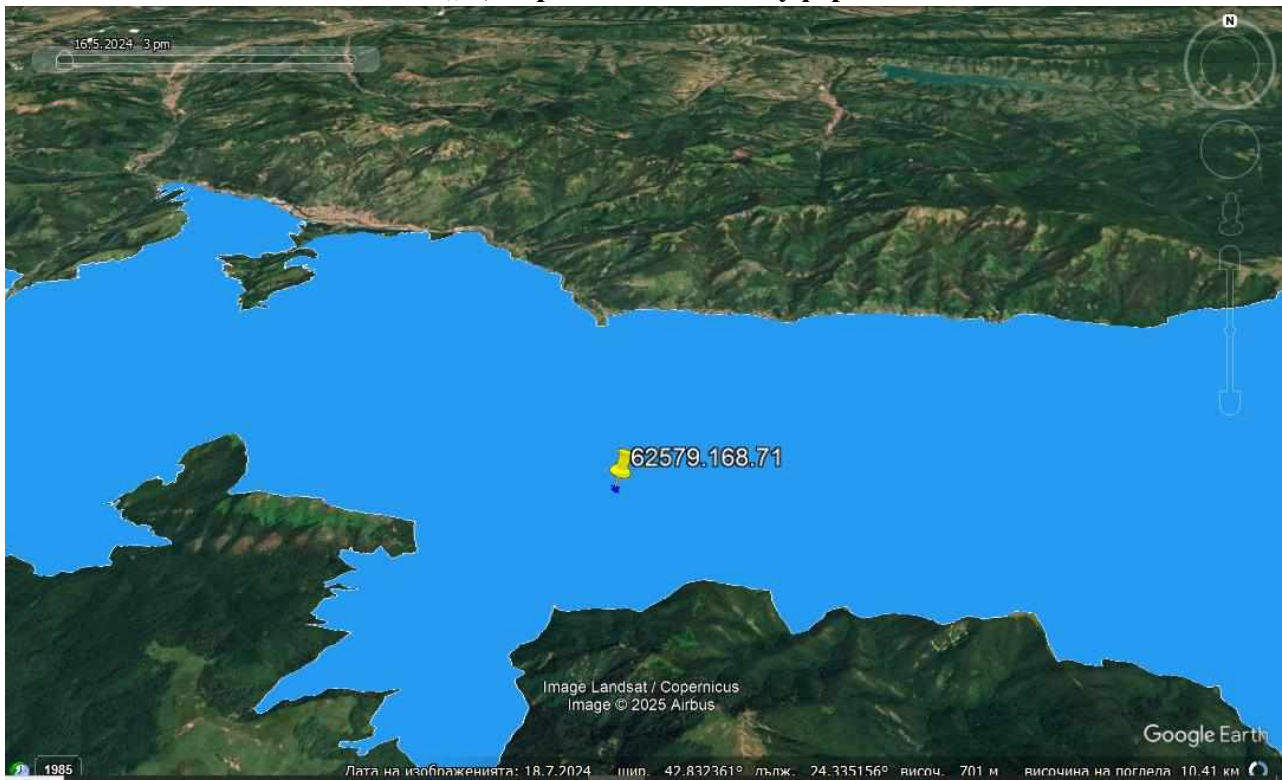 16.5.2024 3 pm
N
62579.168.71
Image Landsat / Copernicus
Image © 2025 Airbus
Google Earth
1985
Дата на изображенията: 18.7.2024 шир. 42.832361° дълж. 24.335156° височ. 701 м височина на погледа 10.41 км